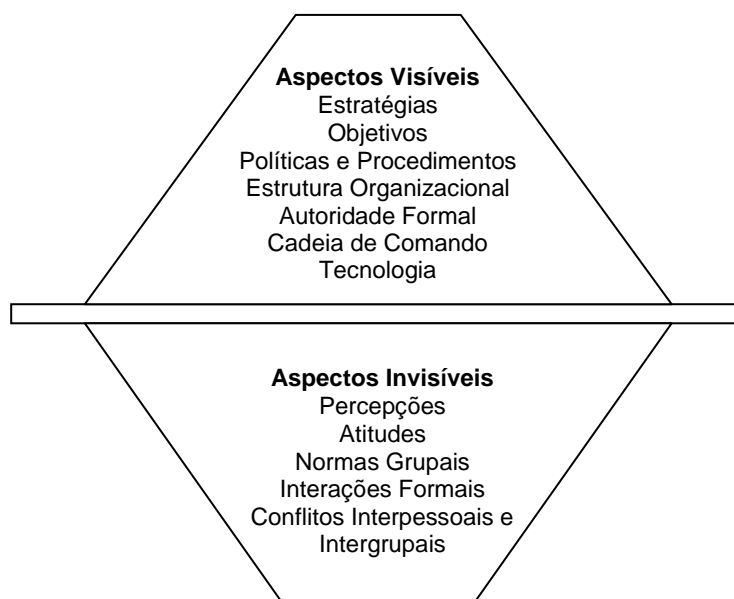 Aspectos Visíveis
Estratégias
Objetivos
Políticas e Procedimentos
Estrutura Organizacional
Autoridade Formal
Cadeia de Comando
Tecnologia
Aspectos Invisíveis
Percepções
Atitudes
Normas Grupais
Interações Formais
Conflitos Interpessoais e
Intergrupais